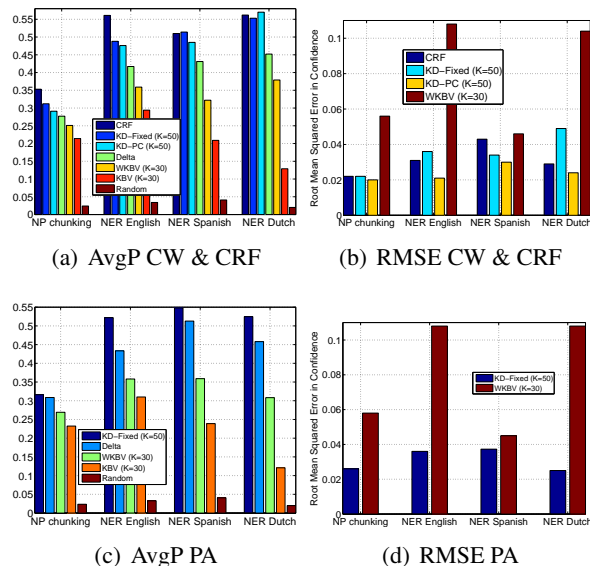 0.55
0.5
0.45
0.4
0.35
0.3
0.25
0.2
0.15
0.1
0.05
0
CRF
KD-Fixed (K=50)
KD-PC (K=50)
Delta
WKBV (K=30)
KBV (K=30)
Random
NP chunking NER English NER Spanish NER Dutch
(a) AvgP CW & CRF
Root Mean Squared Error in Confidence
0.1
0.08
0.06
0.04
0.02
0
CRF
KD-Fixed (K=50)
KD-PC (K=50)
WKBV (K=30)
NP chunking NER English NER Spanish NER Dutch
(b) RMSE CW & CRF
0.55
0.5
0.45
0.4
0.35
0.3
0.25
0.2
0.15
0.1
0.05
0
KD-Fixed (K=50)
Delta
WKBV (K=30)
KBV (K=30)
Random
NP chunking NER English NER Spanish NER Dutch
(c) AvgP PA
Root Mean Squared Error in Confidence
0.1
0.08
0.06
0.04
0.02
0
KD-Fixed (K=50)
WKBV (K=30)
NP chunking NER English NER Spanish NER Dutch
(d) RMSE PA